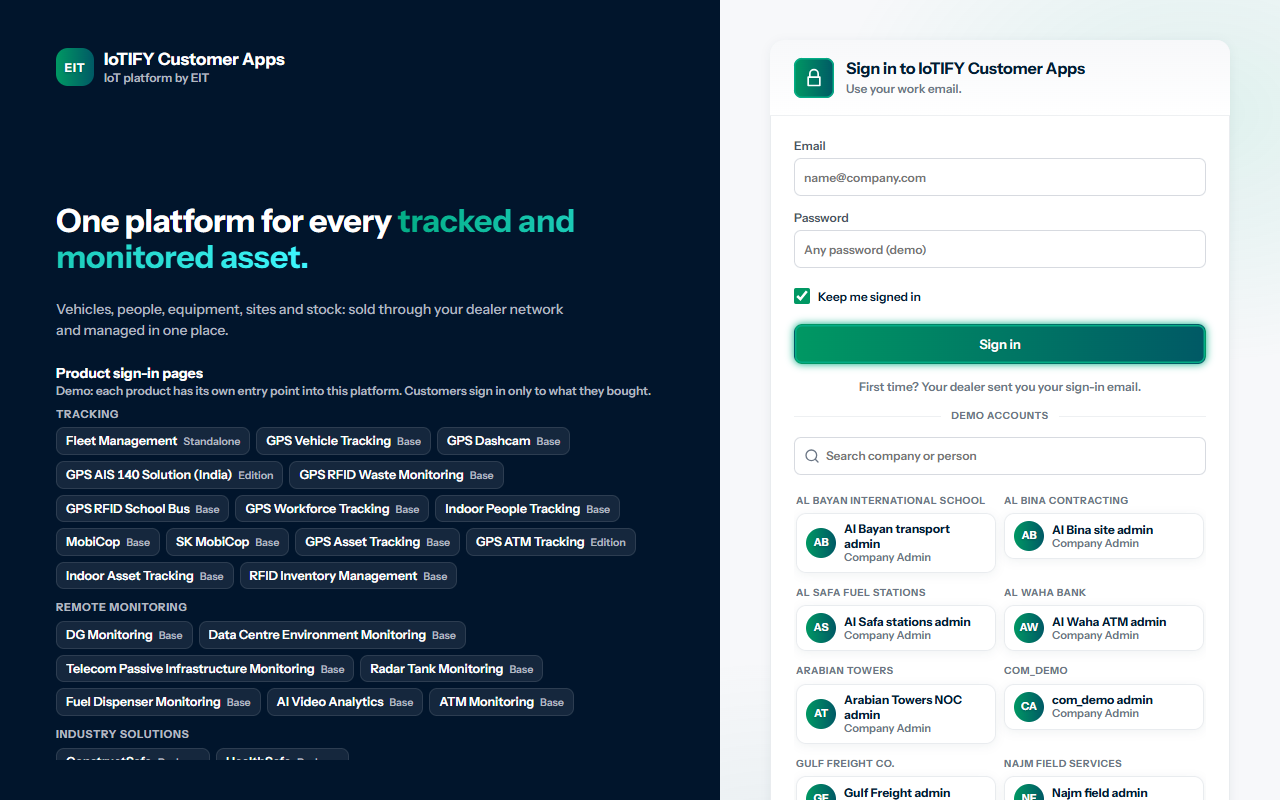 EIT
IoTIFY Customer Apps
IoT platform by EIT
One platform for every tracked and
monitored asset.
Vehicles, people, equipment, sites and stock: sold through your dealer network
and managed in one place.
Product sign-in pages
Demo: each product has its own entry point into this platform. Customers sign in only to what they bought.
TRACKING
Fleet Management Standalone GPS Vehicle Tracking Base GPS Dashcam Base
GPS AIS 140 Solution (India) Edition GPS RFID Waste Monitoring Base
GPS RFID School Bus Base GPS Workforce Tracking Base Indoor People Tracking Base
MobiCop Base SK MobiCop Base GPS Asset Tracking Base GPS ATM Tracking Edition
Indoor Asset Tracking Base RFID Inventory Management Base
REMOTE MONITORING
DG Monitoring Base Data Centre Environment Monitoring Base
Telecom Passive Infrastructure Monitoring Base Radar Tank Monitoring Base
Fuel Dispenser Monitoring Base AI Video Analytics Base ATM Monitoring Base
INDUSTRY SOLUTIONS
Sign in to IoTIFY Customer Apps
Use your work email.
Email
name@company.com
Password
Any password (demo)
Keep me signed in
Sign in
First time? Your dealer sent you your sign-in email.
DEMO ACCOUNTS
Search company or person
AL BAYAN INTERNATIONAL SCHOOL AL BINA CONTRACTING
AB Al Bayan transport admin Company Admin
AB Al Bina site admin Company Admin
AL SAFA FUEL STATIONS AL WAHA BANK
AS Al Safa stations admin Company Admin
AW Al Waha ATM admin Company Admin
ARABIAN TOWERS COM_DEMO
AT Arabian Towers NOC admin Company Admin
CA com_demo admin Company Admin
GULF FREIGHT CO. NAJM FIELD SERVICES
GF Gulf Freight admin
NF Najm field admin